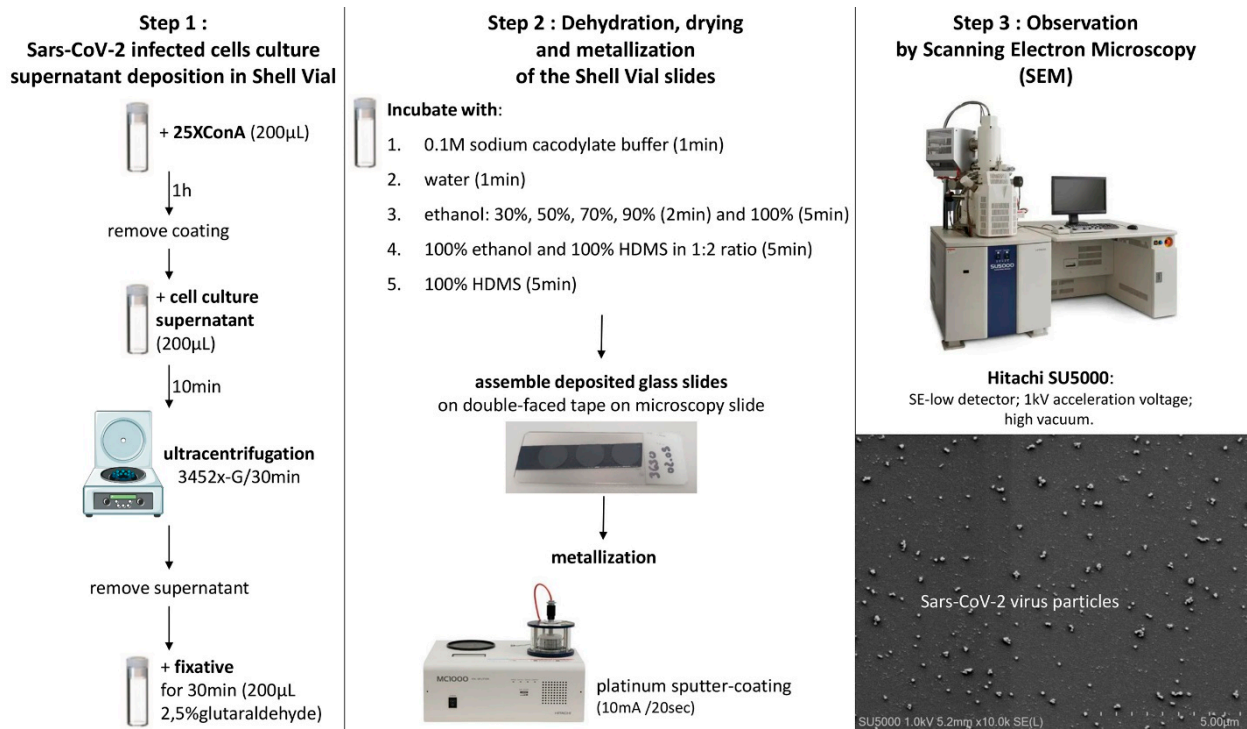 Step 1 :
Sars-CoV-2 infected cells culture
supernatant deposition in Shell Vial
+ 25XConA (200µL)
1h
remove coating
+ cell culture
supernatant
(200µL)
10min
ultracentrifugation
3452x-G/30min
remove supernatant
+ fixative
for 30min (200µL
2,5%glutaraldehyde)
Step 2 : Dehydration, drying
and metallization
of the Shell Vial slides
Incubate with:
1. 0.1M sodium cacodylate buffer (1min)
2. water (1min)
3. ethanol: 30%, 50%, 70%, 90% (2min) and 100% (5min)
4. 100% ethanol and 100% HDMS in 1:2 ratio (5min)
5. 100% HDMS (5min)
assemble deposited glass slides
on double-faced tape on microscopy slide
3630
02.05
metallization
MC1000
platinum sputter-coating
(10mA /20sec)
Step 3 : Observation
by Scanning Electron Microscopy
(SEM)
SU5000
Hitachi SU5000:
SE-low detector; 1kV acceleration voltage;
high vacuum.
Sars-CoV-2 virus particles
SU5000 1.0kV 5.2mm x10.0k SE(L) 5.00µm